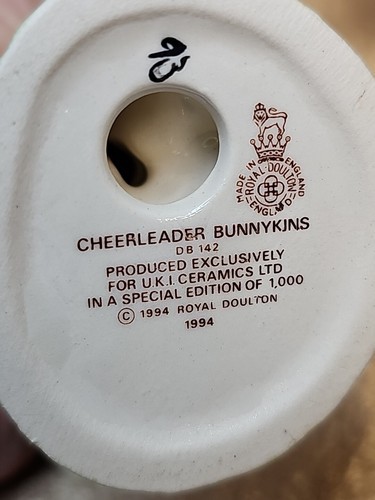 MADE IN ENGLAND
ROYAL DOULTON
ENGLAND
CHEERLEADER BUNNYKINS
DB 142
PRODUCED EXCLUSIVELY
FOR U.K.I. CERAMICS LTD
IN A SPECIAL EDITION OF 1,000
© 1994 ROYAL DOULTON
1994